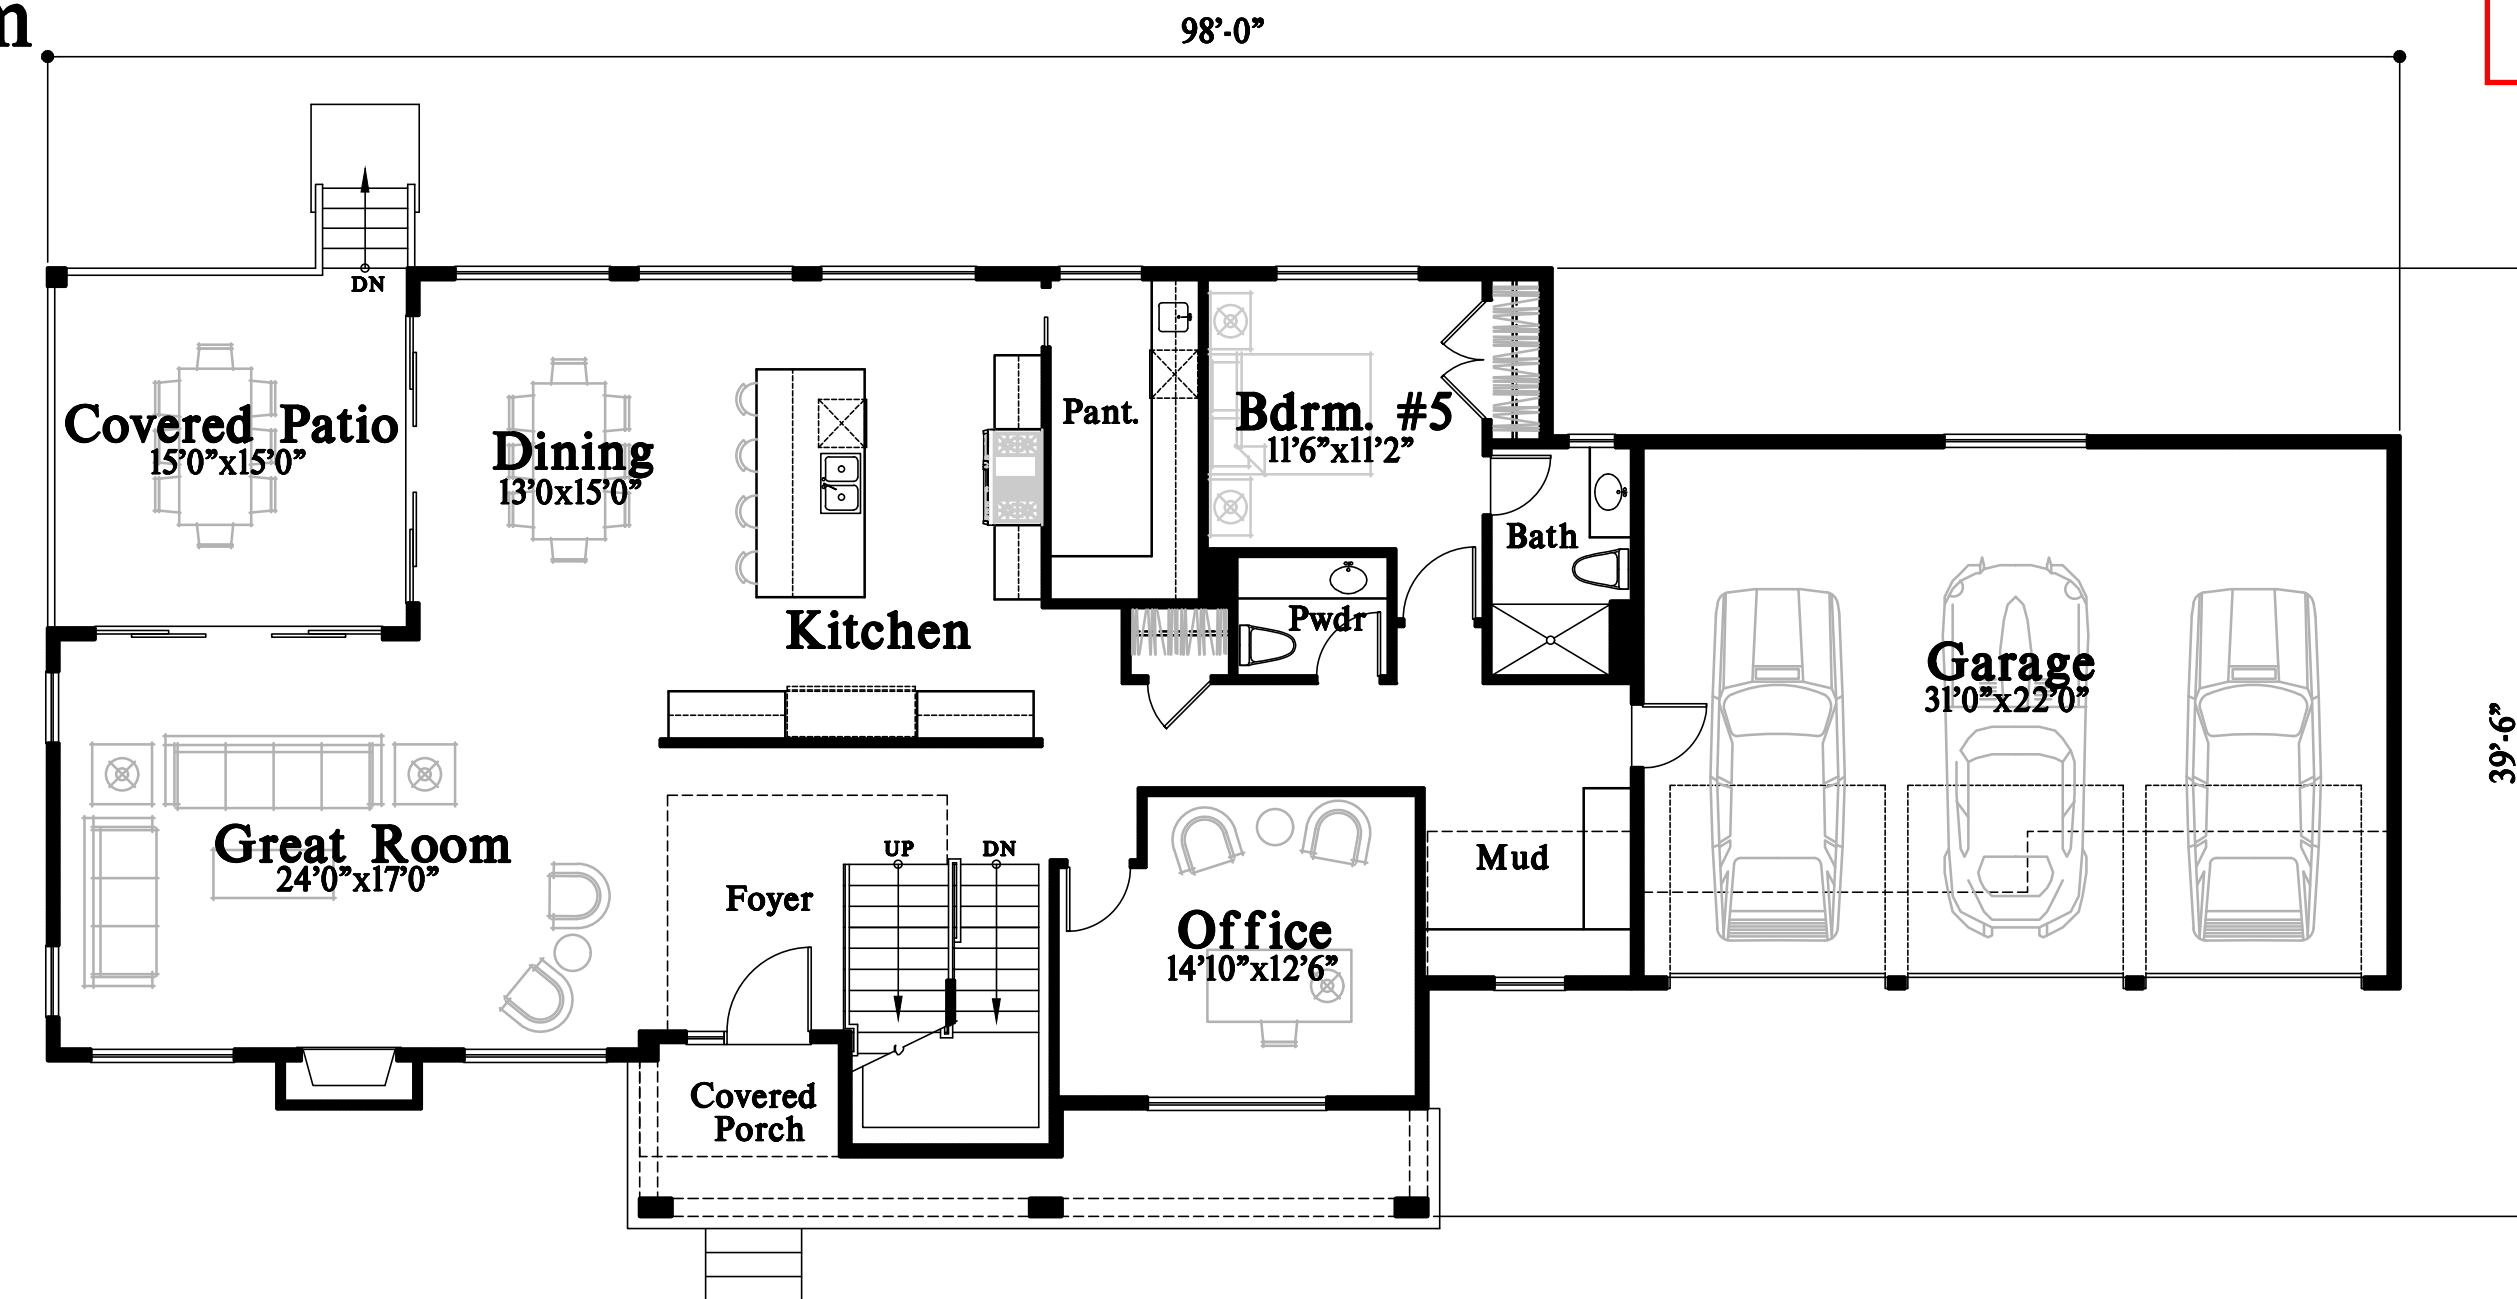 98'-0"
DN
Covered Patio
15'0"x15'0"
Dining
13'0x15'0"
Pant.
Bdrm. #5
11'6"x11'2"
Bath
Kitchen
Pwdr
Garage
31'0"x22'0"
39'-6"
Great Room
24'0"x17'0"
Foyer
UP
DN
Office
14'10"x12'6"
Mud
Covered
Porch